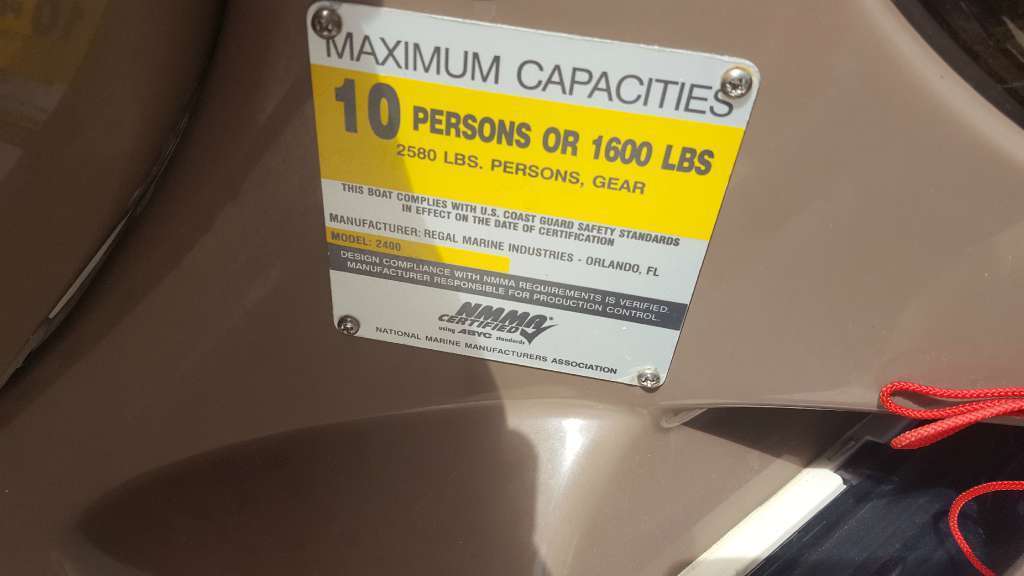 MAXIMUM CAPACITIES
10 PERSONS OR 1600 LBS
2580 LBS. PERSONS, GEAR
THIS BOAT COMPLIES WITH U.S. COAST GUARD SAFETY STANDARDS
IN EFFECT ON THE DATE OF CERTIFICATION
MANUFACTURER: REGAL MARINE INDUSTRIES - ORLANDO, FL
MODEL: 2400
DESIGN COMPLIANCE WITH NMMA REQUIREMENTS IS VERIFIED.
MANUFACTURER RESPONSIBLE FOR PRODUCTION CONTROL.
NMMA®
CERTIFIED
using ABYC standards
NATIONAL MARINE MANUFACTURERS ASSOCIATION